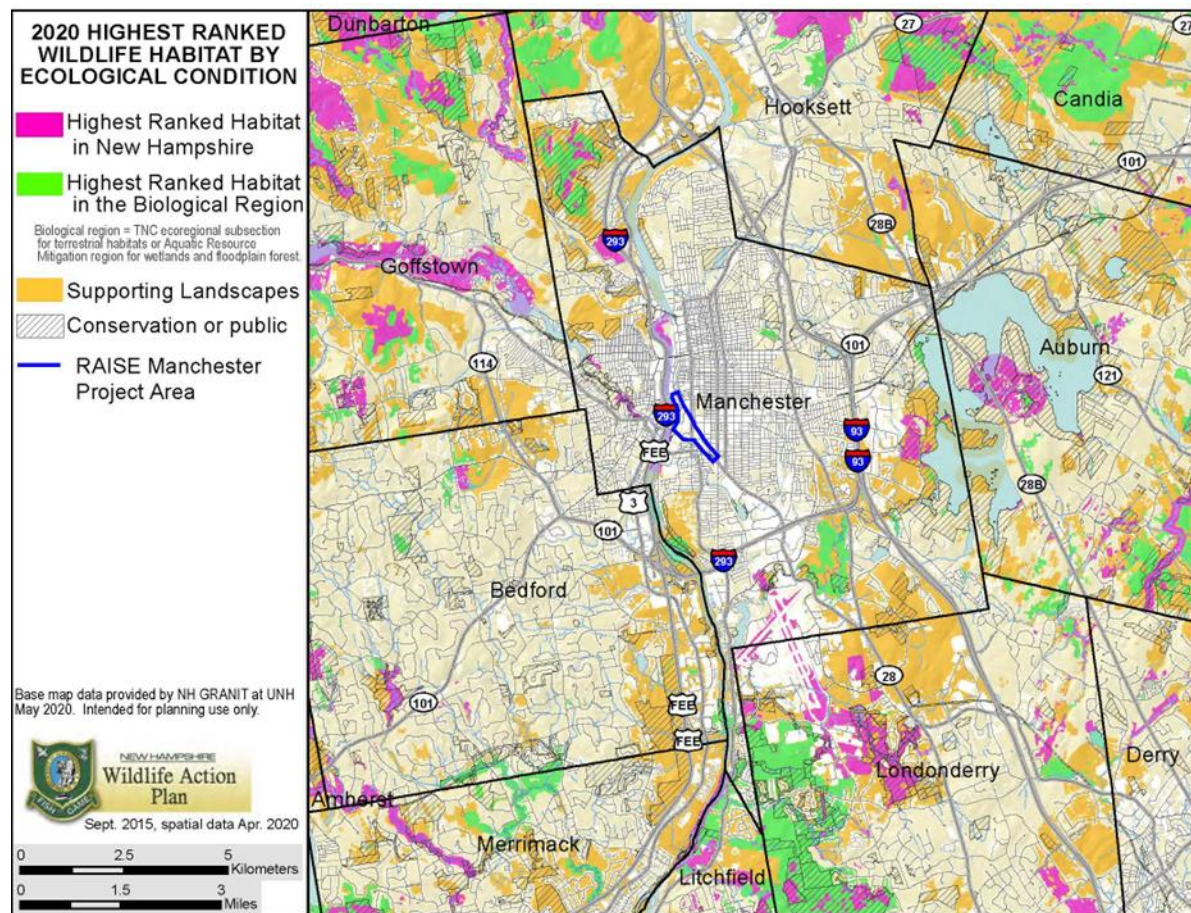 2020 HIGHEST RANKED
WILDLIFE HABITAT BY
ECOLOGICAL CONDITION
Highest Ranked Habitat
in New Hampshire
Highest Ranked Habitat
in the Biological Region
Biological region = TNC ecoregional subsection
for terrestrial habitats or Aquatic Resource
Mitigation region for wetlands and floodplain forest.
Supporting Landscapes
Conservation or public
RAISE Manchester
Project Area
Base map data provided by NH GRANIT at UNH
May 2020. Intended for planning use only.
NEW HAMPSHIRE
Wildlife Action
Plan
FISH GAME
Sept. 2015, spatial data Apr. 2020
0 2.5 5
Kilometers
0 1.5 3
Miles
Dunbarton
27
27
Hooksett
Candia
101
28B
293
Goffstown
101
Auburn
114
121
293
Manchester
93
FEE
93
3
28B
101
293
Bedford
28
101
FEE
FEE
Derry
Londonderry
Amherst
Merrimack
Litchfield